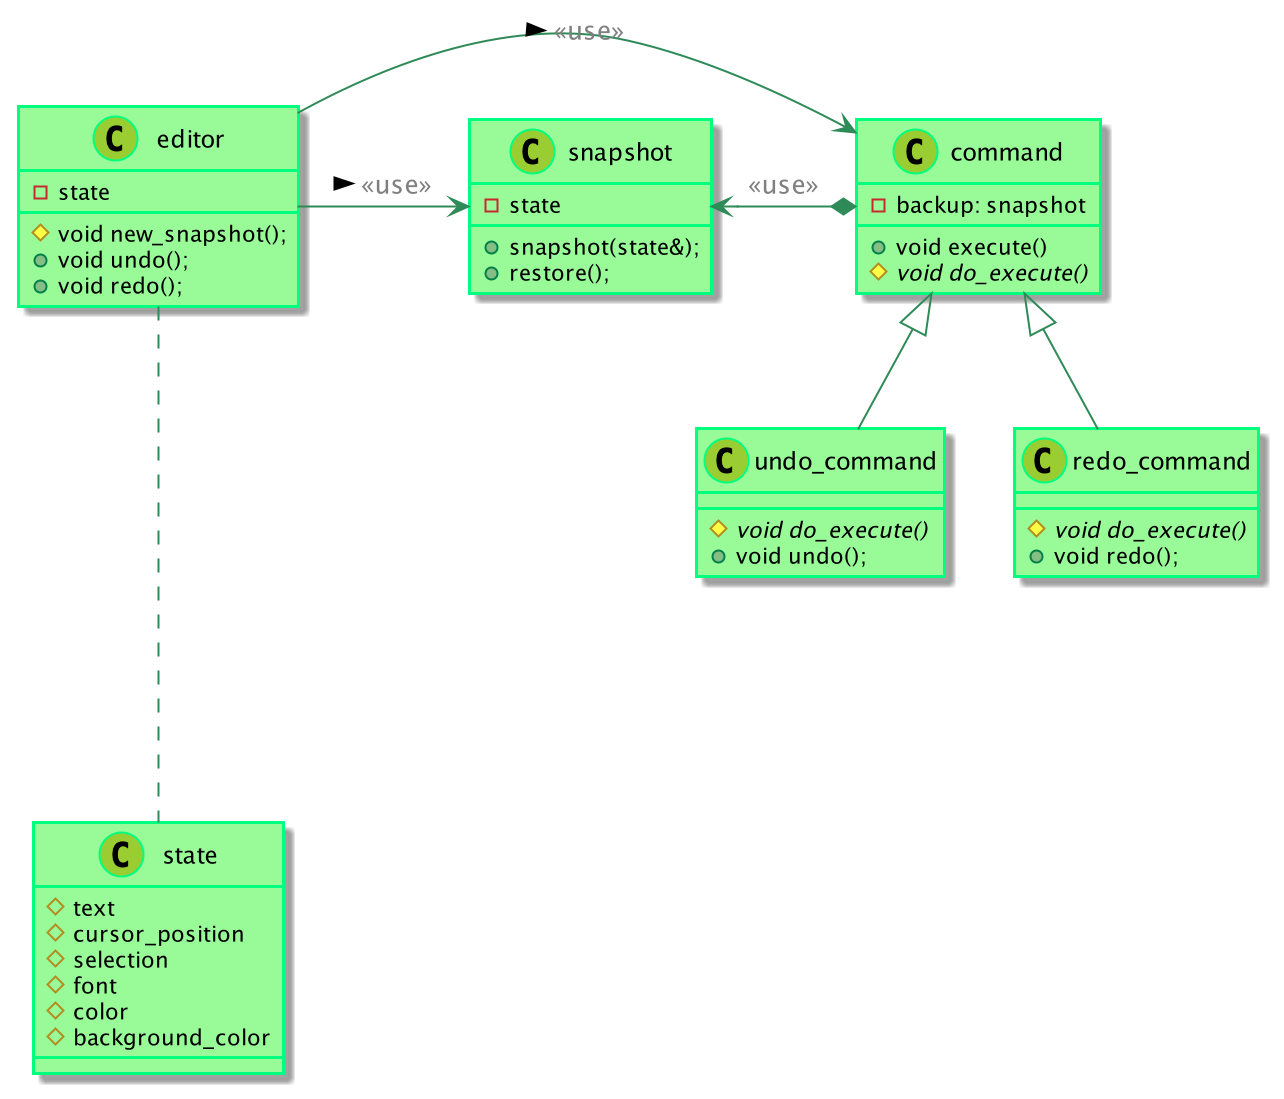 «use»
C editor
state
void new_snapshot();
void undo();
void redo();
«use»
C snapshot
state
snapshot(state&);
restore();
«use»
C command
backup: snapshot
void execute()
void do_execute()
C undo_command
void do_execute()
void undo();
C redo_command
void do_execute()
void redo();
C state
text
cursor_position
selection
font
color
background_color